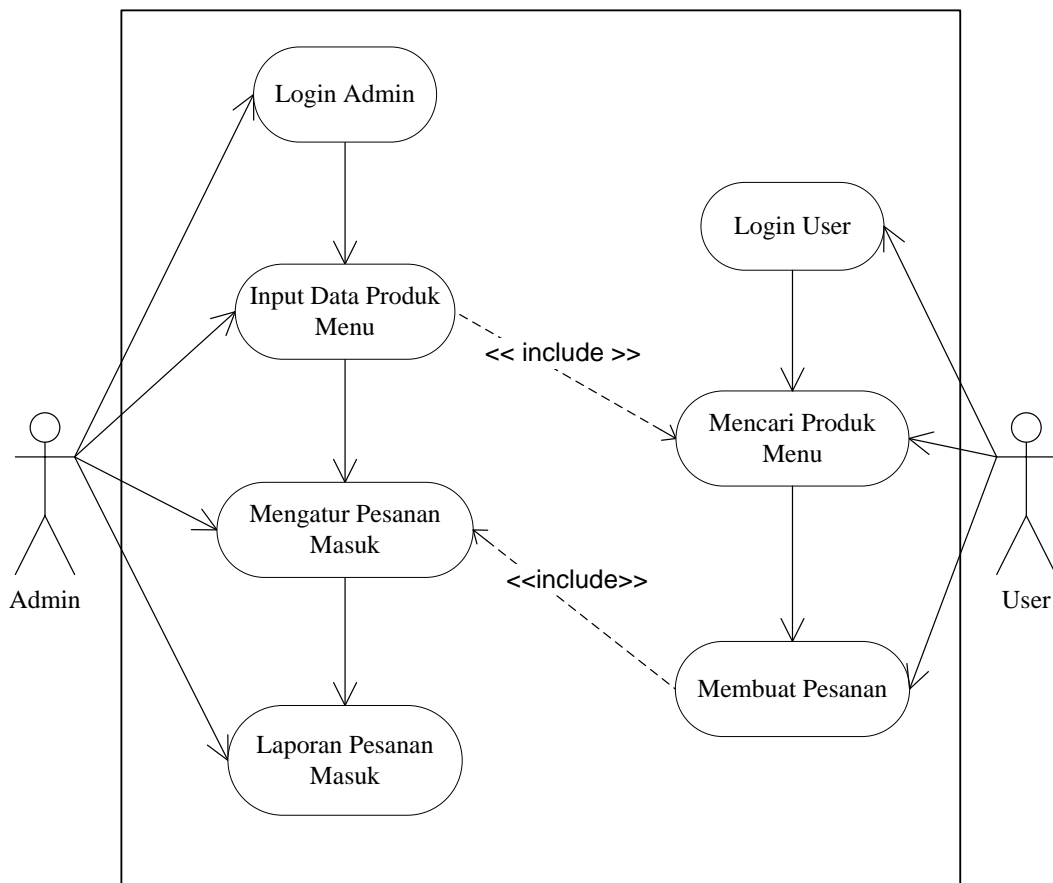 Login Admin
Login User
Input Data Produk
Menu
<< include >>
Mencari Produk
Menu
Mengatur Pesanan
Masuk
<<include>>
Admin
User
Membuat Pesanan
Laporan Pesanan
Masuk